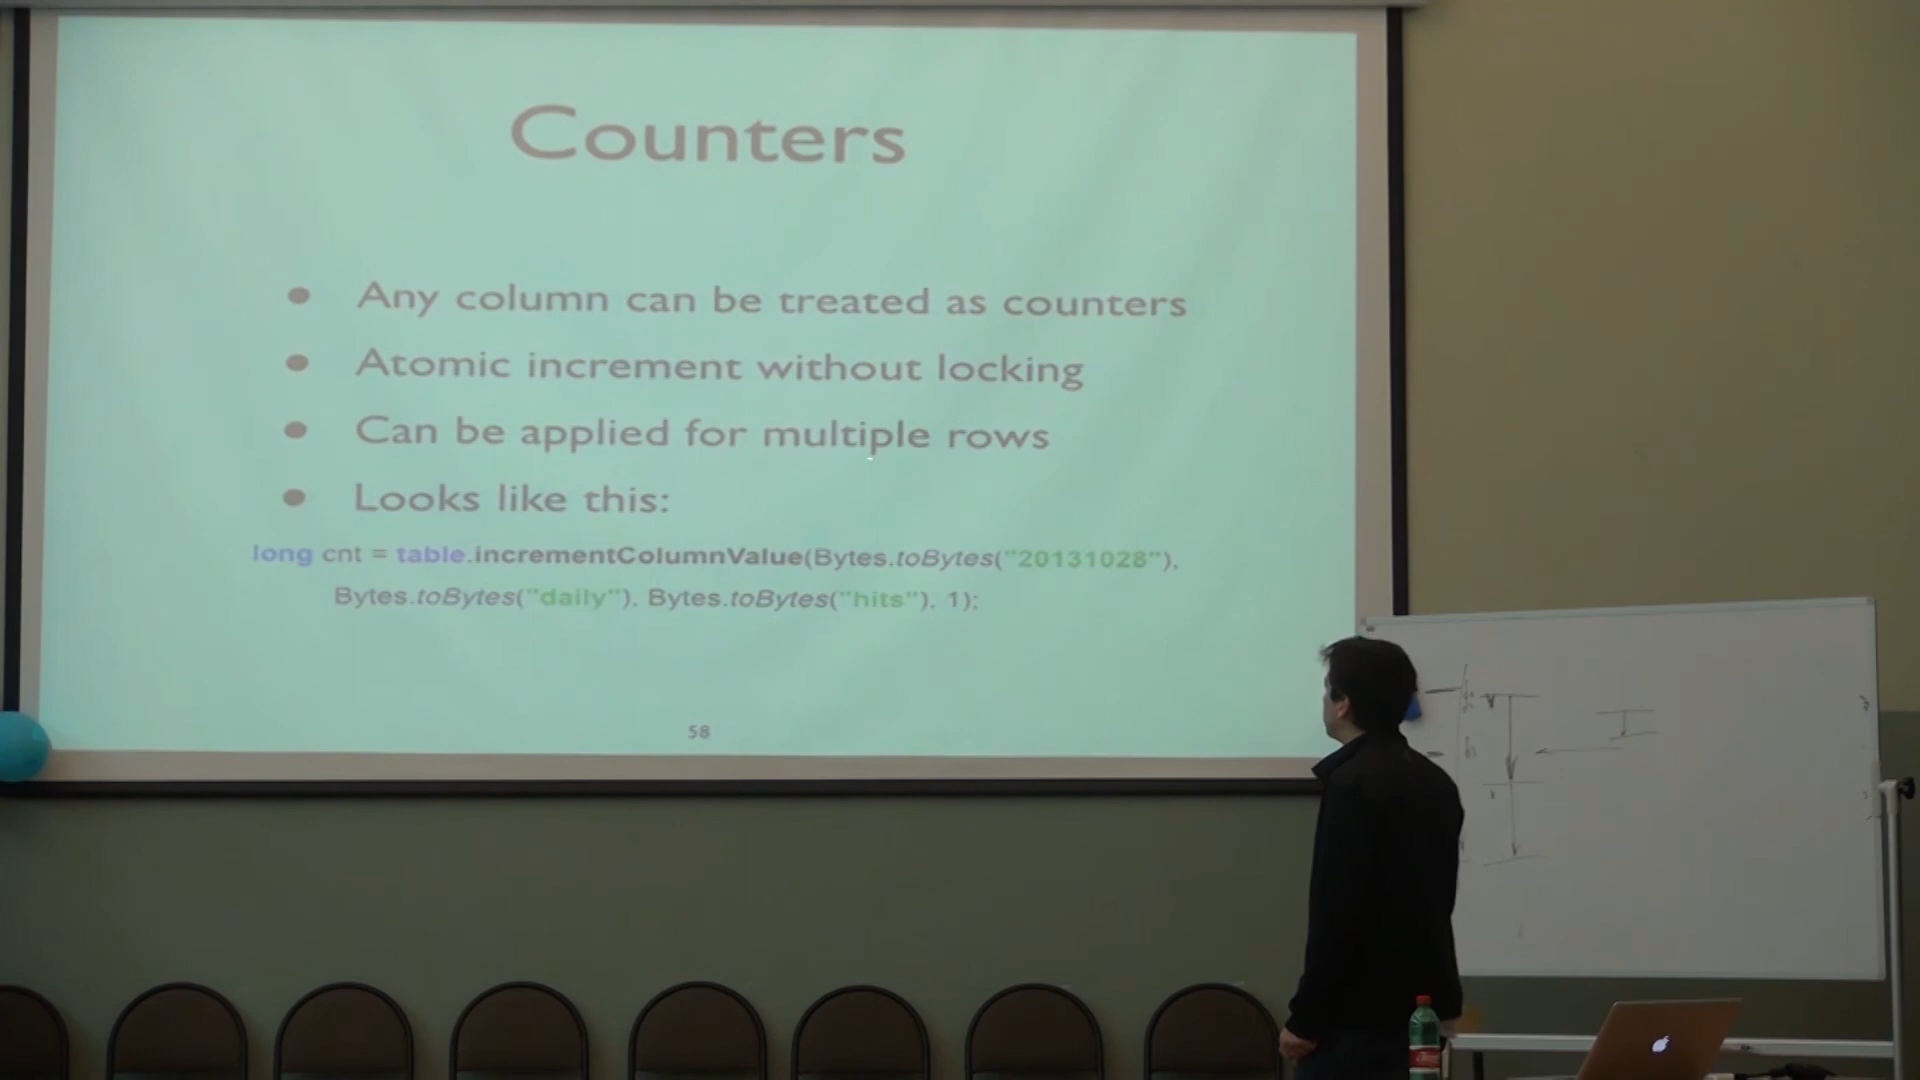 Counters
● Any column can be treated as counters
● Atomic increment without locking
● Can be applied for multiple rows
● Looks like this:
long cnt = table.incrementColumnValue(Bytes.toBytes("20131028"),
Bytes.toBytes("daily"), Bytes.toBytes("hits"), 1);
58